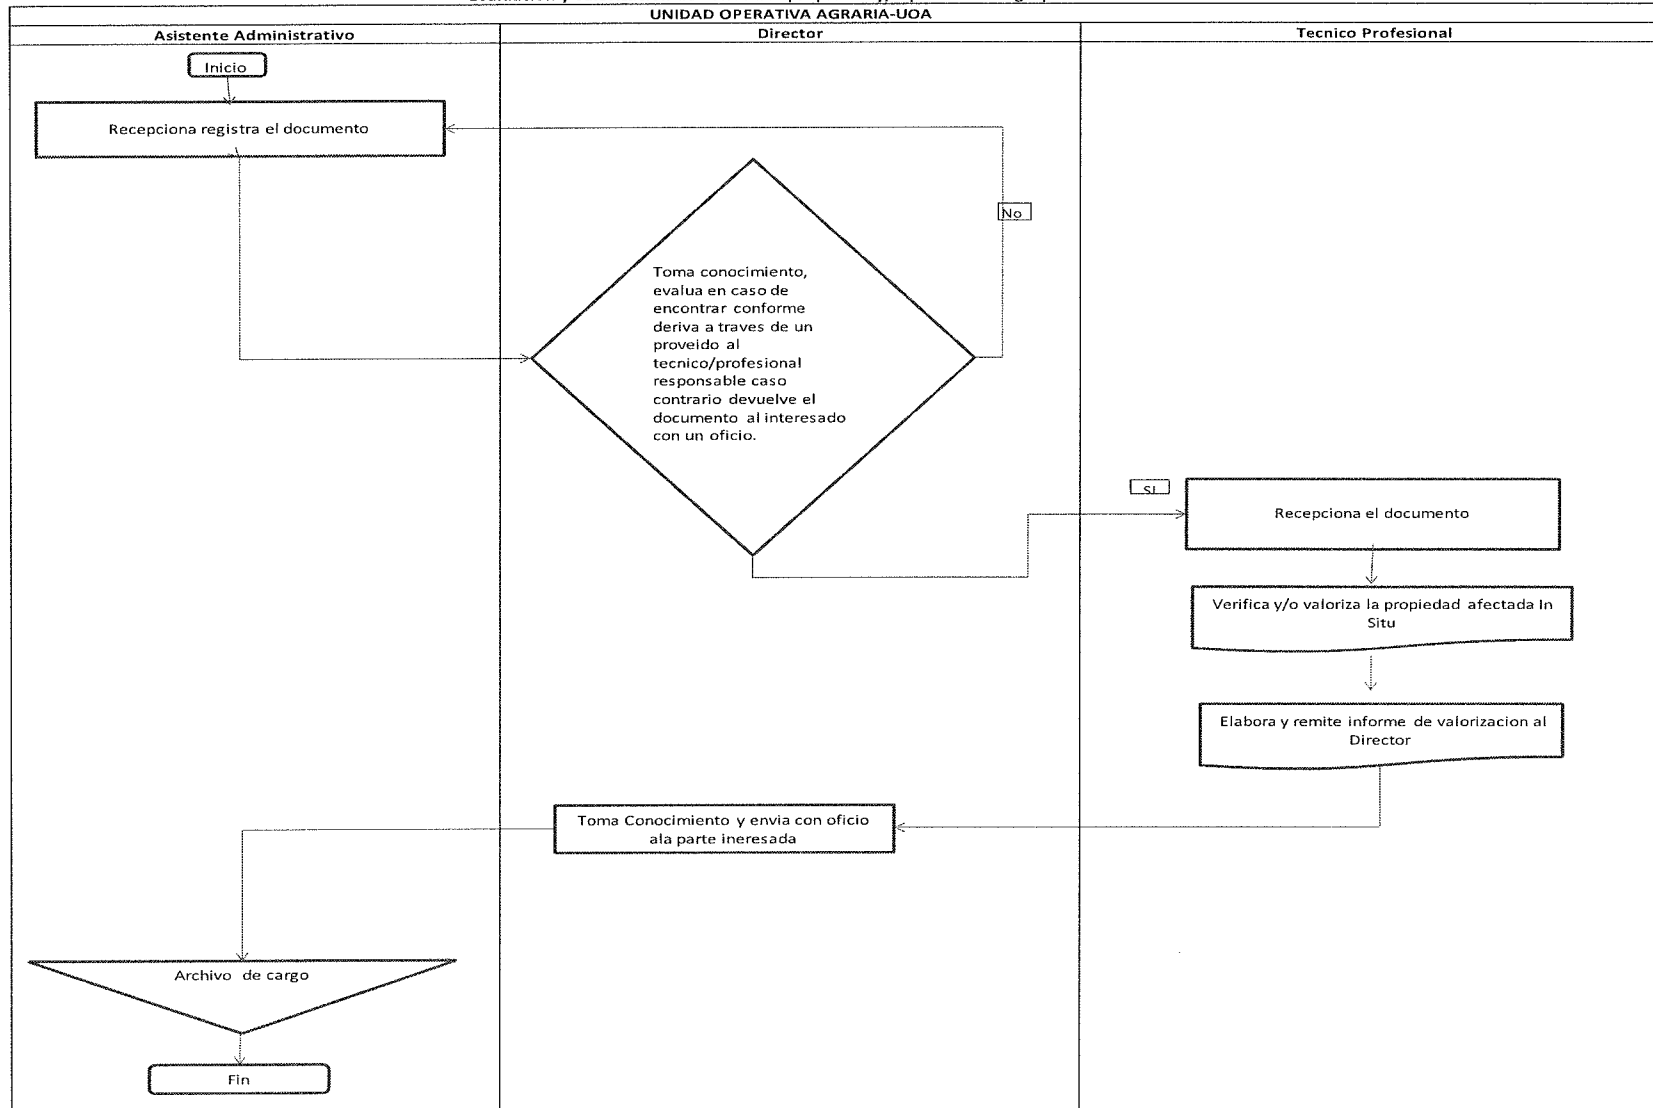 UNIDAD OPERATIVA AGRARIA-UOA
Asistente Administrativo
Director
Tecnico Profesional
Inicio
Recepciona registra el documento
No
Toma conocimiento,
evalua en caso de
encontrar conforme
deriva a traves de un
proveido al
tecnico/profesional
responsable caso
contrario devuelve el
documento al interesado
con un oficio.
SI
Recepciona el documento
Verifica y/o valoriza la propiedad afectada In
Situ
Elabora y remite informe de valorizacion al
Director
Toma Conocimiento y envia con oficio
ala parte ineresada
Archivo de cargo
Fin